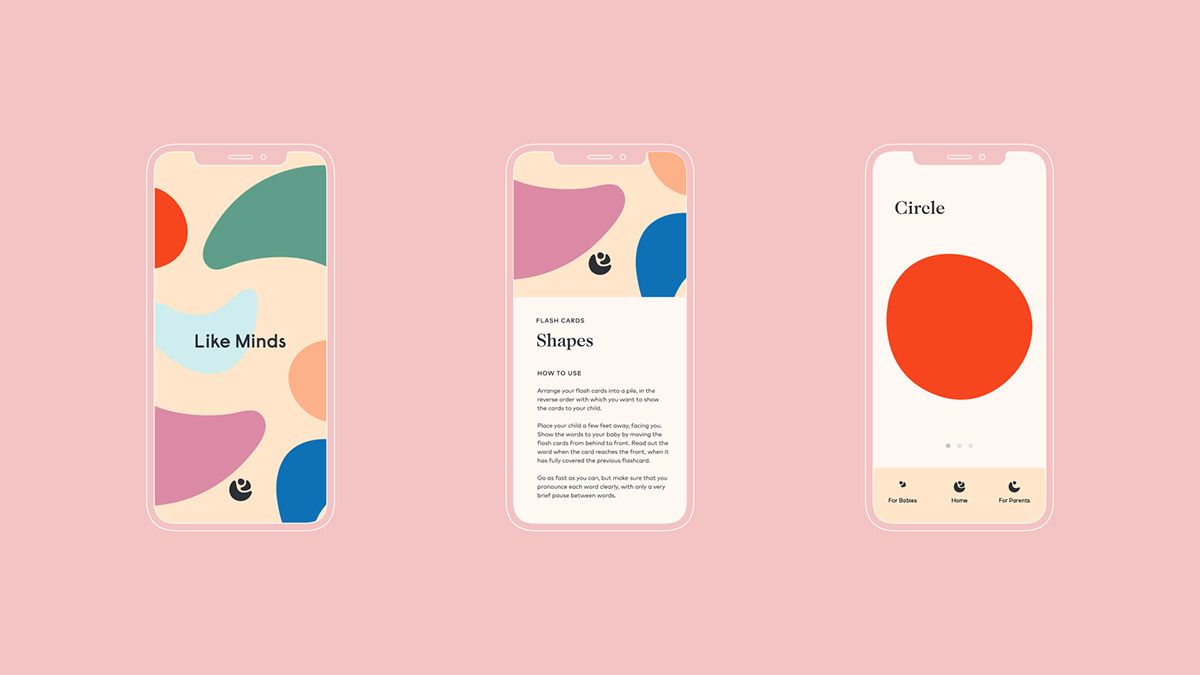 Like Minds
FLASH CARDS
Shapes
HOW TO USE
Arrange your flash cards into a pile, in the
reverse order with which you want to show
the cards to your child.
Place your child a few feet away, facing you.
Show the words to your baby by moving the
flash cards from behind to front. Read out the
word when the card reaches the front, when it
has fully covered the previous flashcard.
Go as fast as you can, but make sure that you
pronounce each word clearly, with only a very
brief pause between words.
Circle
For Babies
Home
For Parents